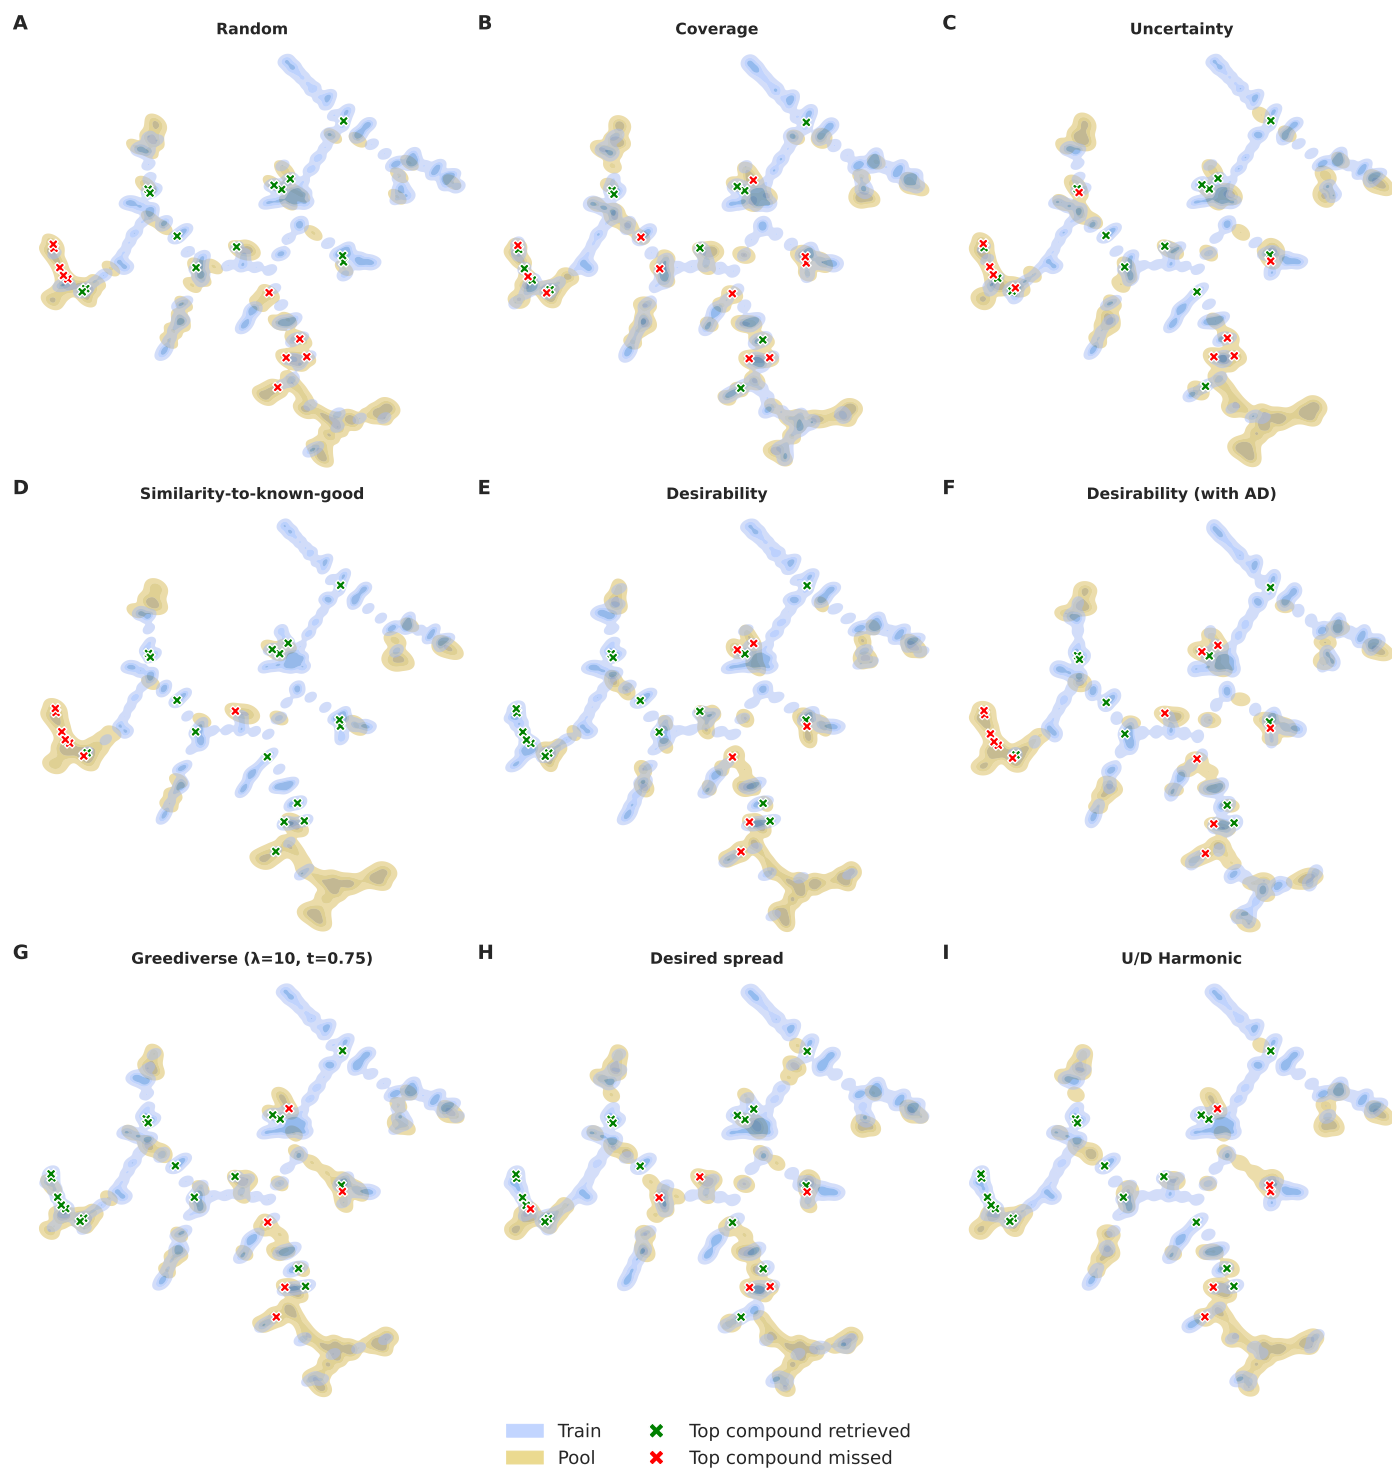 A
Random
B
Coverage
C
Uncertainty
D
Similarity-to-known-good
E
Desirability
F
Desirability (with AD)
G
Greediverse (λ=10, t=0.75)
H
Desired spread
I
U/D Harmonic
Train
Top compound retrieved
Pool
Top compound missed